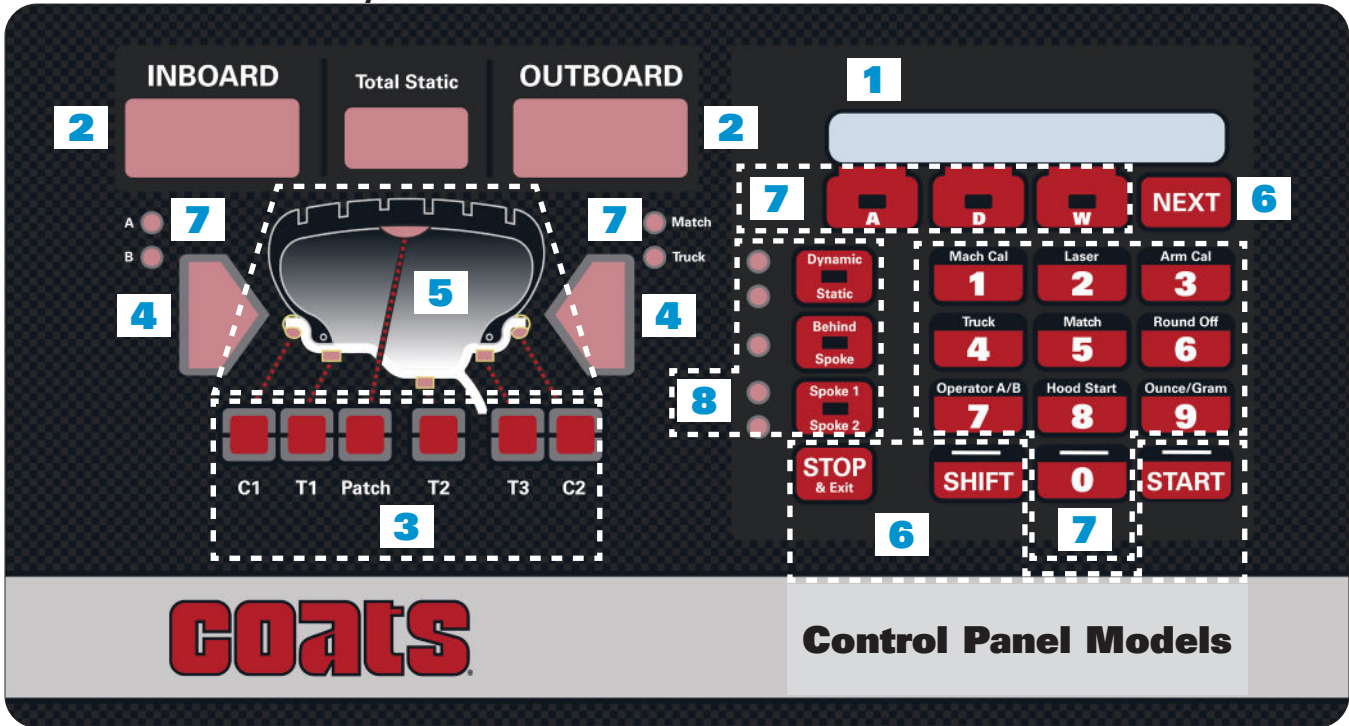 INBOARD
Total Static
OUTBOARD
1
2
2
7
A
D
W
NEXT
6
A
B
7
7
Match
Truck
4
5
4
Dynamic
Static
Behind
Spoke
Spoke 1
Spoke 2
8
Mach Cal
1
Laser
2
Arm Cal
3
Truck
4
Match
5
Round Off
6
Operator A/B
7
Hood Start
8
Ounce/Gram
9
STOP
& Exit
SHIFT
0
START
C1 T1 Patch T2 T3 C2
3
6
7
coats
Control Panel Models